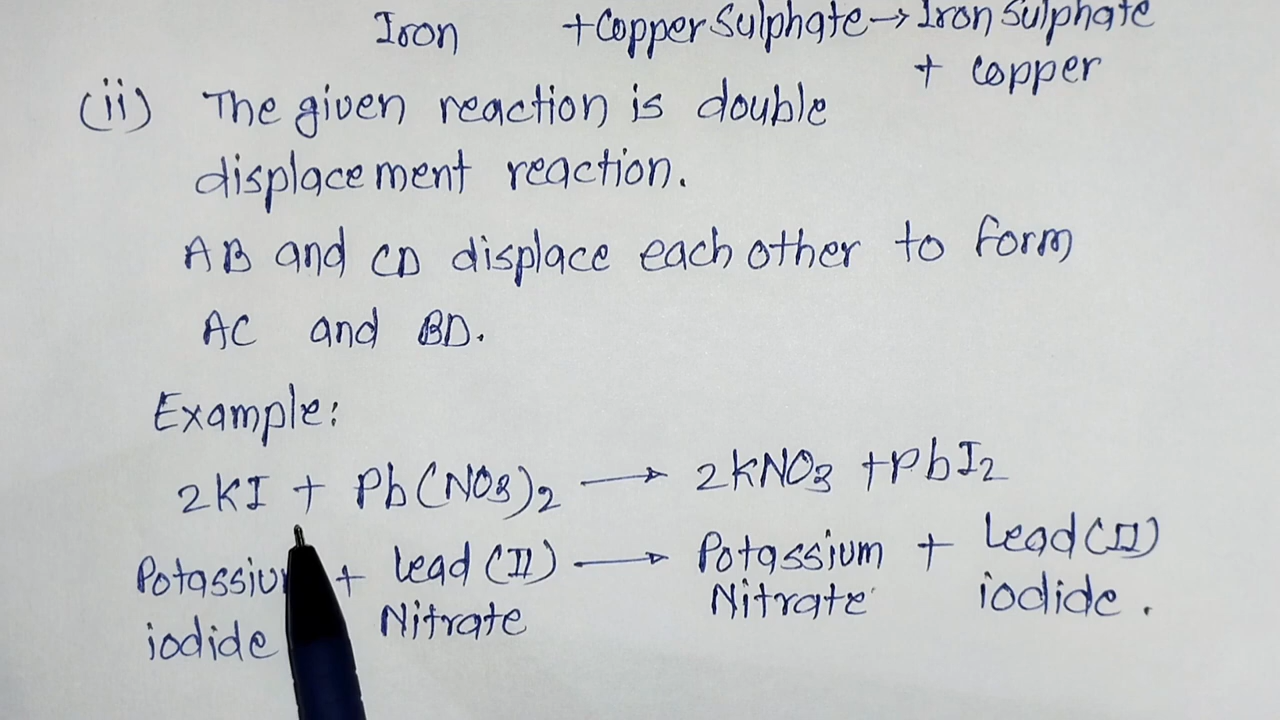 Iron + Copper Sulphate → Iron Sulphate
+ Copper
(ii) The given reaction is double
displacement reaction.
AB and CD displace each other to form
AC and BD.
Example:
2KI + Pb(NO3)2 ⟶ 2KNO3 + PbI2
Potassium + Lead (II) ⟶ Potassium + Lead (II)
iodide Nitrate Nitrate iodide.